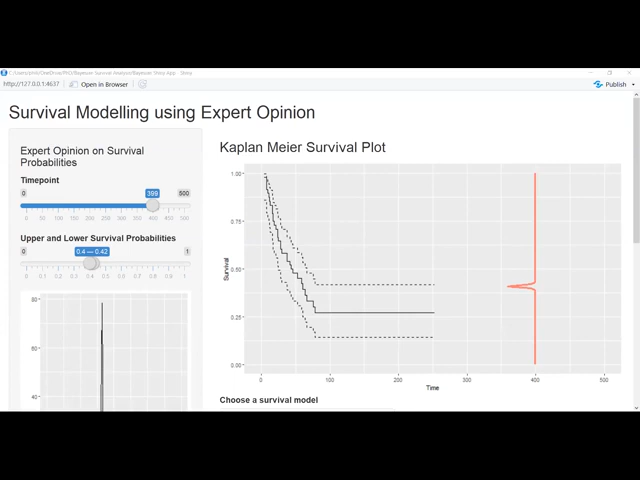 http://127.0.0.1:4637
Open in Browser
Publish
Survival Modelling using Expert Opinion
Expert Opinion on Survival
Probabilities
Timepoint
0 399 500
0 50 100 150 200 250 300 350 400 450 500
Upper and Lower Survival Probabilities
0 0.4 — 0.42 1
0 0.1 0.2 0.3 0.4 0.5 0.6 0.7 0.8 0.9 1
80
60
40
Kaplan Meier Survival Plot
1.00
0.75
0.50
0.25
0.00
Survival
0 100 200 300 400 500
Time
Choose a survival model